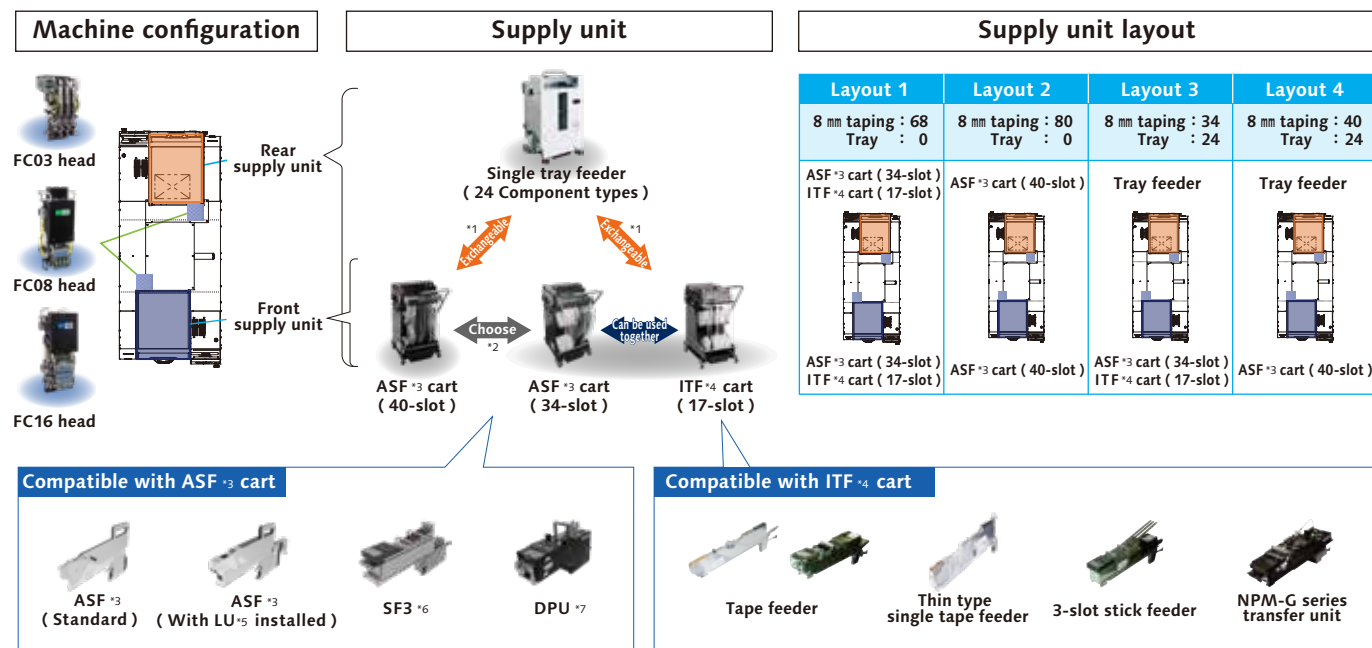 Machine configuration
FC03 head
FC08 head
FC16 head
Rear
supply unit
Front
supply unit
Supply unit
Single tray feeder
( 24 Component types )
*1
Exchangeable
*1
Exchangeable
Choose
*2
Can be used
together
ASF *3 cart
( 40-slot )
ASF *3 cart
( 34-slot )
ITF*4 cart
( 17-slot )
Supply unit layout
Layout 1
8 mm taping : 68
Tray : 0
ASF *3 cart ( 34-slot )
ITF *4 cart ( 17-slot )
ASF *3 cart ( 34-slot )
ITF *4 cart ( 17-slot )
Layout 2
8 mm taping : 80
Tray : 0
ASF *3 cart ( 40-slot )
ASF *3 cart ( 40-slot )
Layout 3
8 mm taping : 34
Tray : 24
Tray feeder
ASF *3 cart ( 34-slot )
ITF *4 cart ( 17-slot )
Layout 4
8 mm taping : 40
Tray : 24
Tray feeder
ASF *3 cart ( 40-slot )
Compatible with ASF *3 cart
ASF *3
( Standard )
ASF *3
( With LU*5 installed )
SF3 *6
DPU *7
Compatible with ITF *4 cart
Tape feeder
Thin type
single tape feeder
3-slot stick feeder
NPM-G series
transfer unit